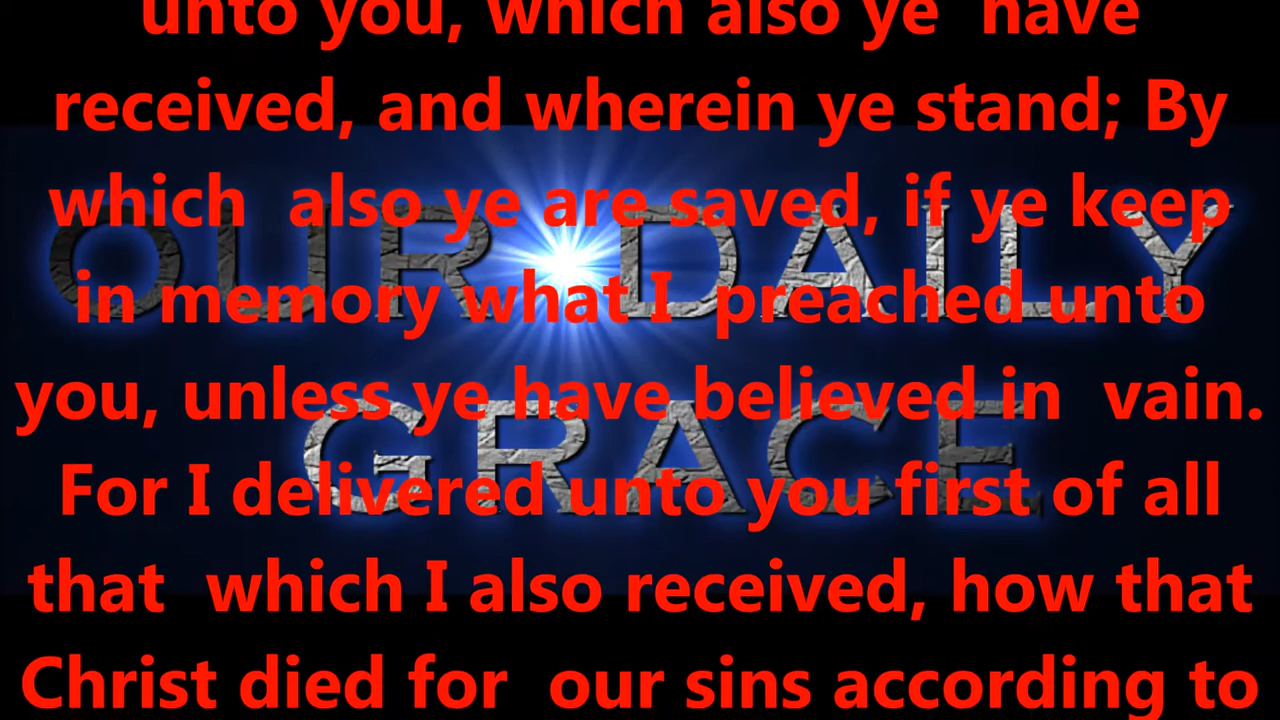 unto you, which also ye have
received, and wherein ye stand; By
which also ye are saved, if ye keep
OUR DAILY
in memory what I preached unto
you, unless ye have believed in vain.
GRACE
For I delivered unto you first of all
that which I also received, how that
Christ died for our sins according to